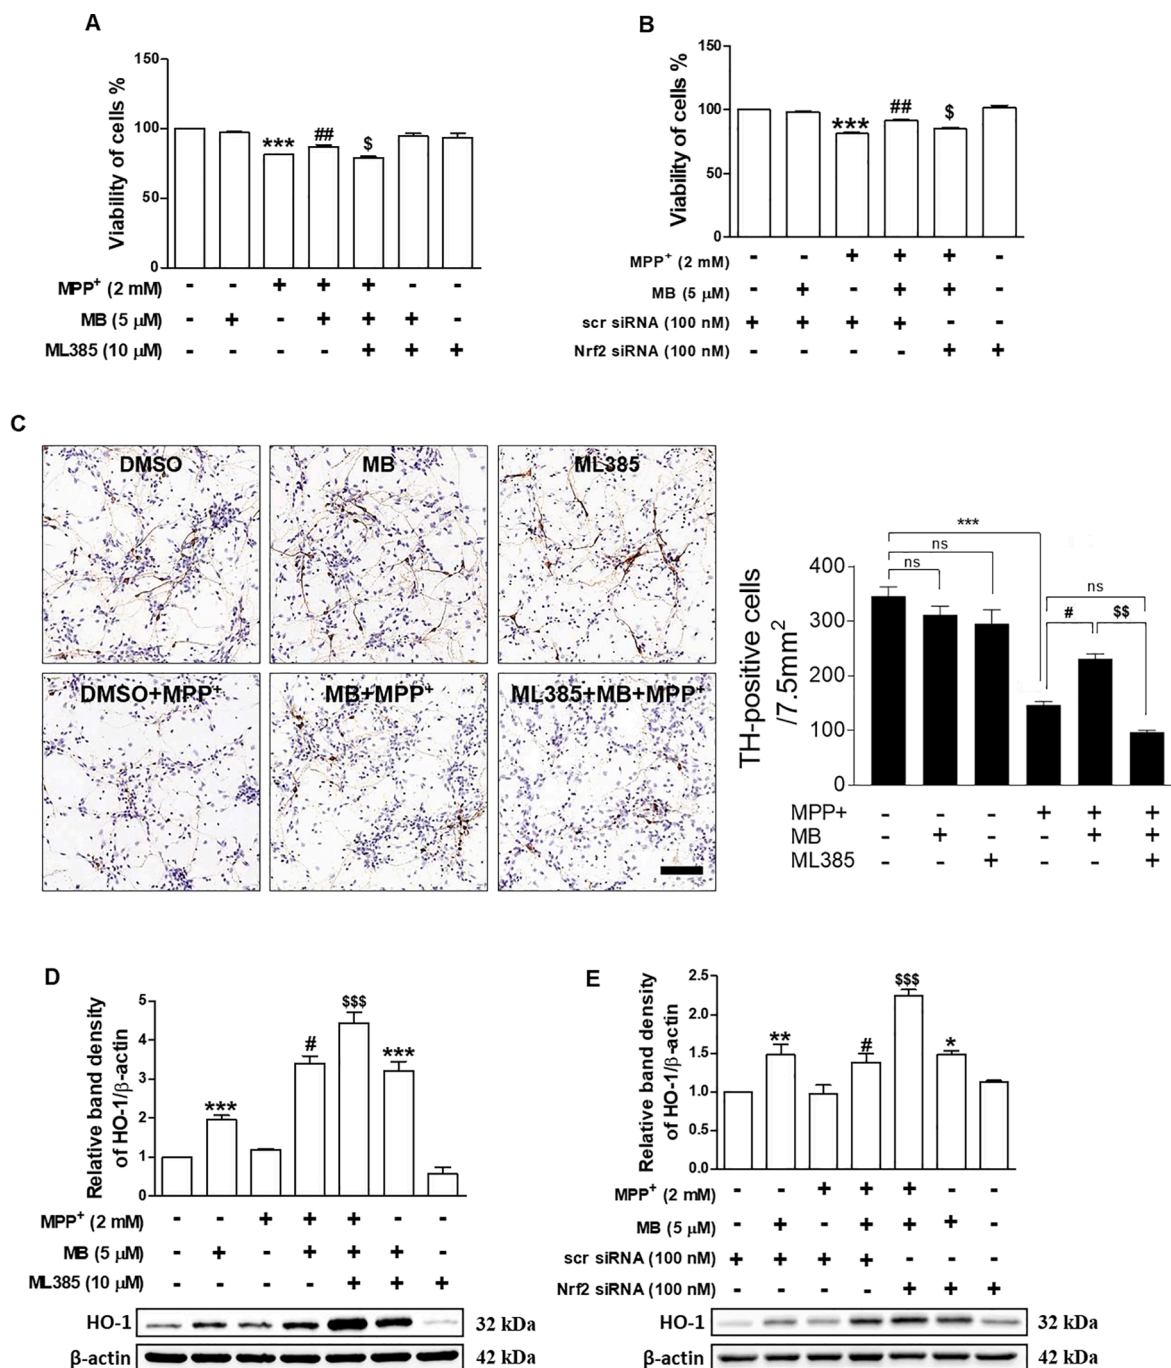 A
150
100
50
0
Viability of cells %
***
##
$
MPP+ (2 mM) - - + + + - -
MB (5 μM) - + - + + + -
ML385 (10 μM) - - - - + + +
B
150
100
50
0
Viability of cells %
***
##
$
MPP+ (2 mM) - - + + + -
MB (5 μM) - + - + + -
scr siRNA (100 nM) + + + + - -
Nrf2 siRNA (100 nM) - - - - + +
C
DMSO
MB
ML385
DMSO+MPP+
MB+MPP+
ML385+MB+MPP+
***
ns
ns
ns
# $$
400
300
200
100
0
TH-positive cells
/7.5mm2
MPP+ - - - + + +
MB - + - - + +
ML385 - - + - - +
D
5
4
3
2
1
0
Relative band density
of HO-1/β-actin
***
#
$$$
***
MPP+ (2 mM) - - + + + - -
MB (5 μM) - + - + + + -
ML385 (10 μM) - - - - + + +
HO-1 32 kDa
β-actin 42 kDa
E
2.5
2.0
1.5
1.0
0.5
0.0
Relative band density
of HO-1/β-actin
**
#
$$$
*
MPP+ (2 mM) - - + + + - -
MB (5 μM) - + - + + + -
scr siRNA (100 nM) + + + + - - -
Nrf2 siRNA (100 nM) - - - - + + +
HO-1 32 kDa
β-actin 42 kDa